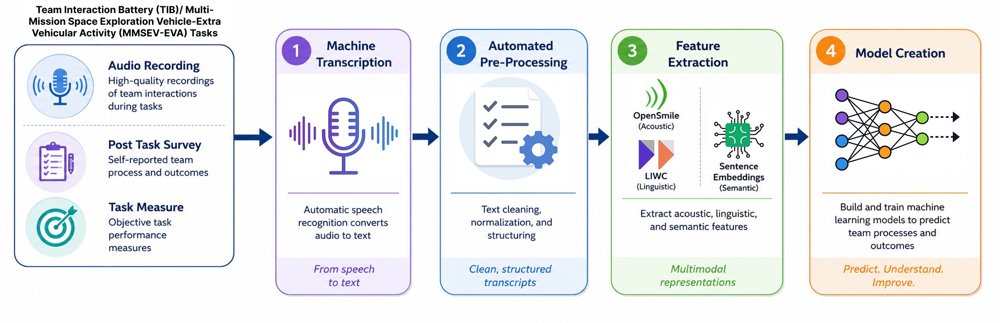 Team Interaction Battery (TIB)/ Multi-
Mission Space Exploration Vehicle-Extra
Vehicular Activity (MMSEV-EVA) Tasks
Audio Recording
High-quality recordings
of team interactions
during tasks
Post Task Survey
Self-reported team
process and outcomes
Task Measure
Objective task
performance
measures
1
Machine
Transcription
Automatic speech
recognition converts
audio to text
From speech
to text
2
Automated
Pre-Processing
Text cleaning,
normalization, and
structuring
Clean, structured
transcripts
3
Feature
Extraction
OpenSmile
(Acoustic)
LIWC
(Linguistic)
Sentence
Embeddings
(Semantic)
Extract acoustic, linguistic,
and semantic features
Multimodal
representations
4
Model Creation
Build and train machine
learning models to predict
team processes and
outcomes
Predict. Understand.
Improve.